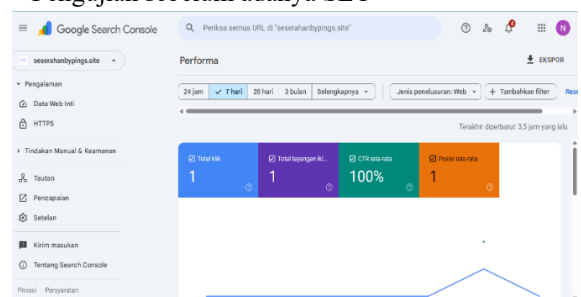 Pengujian sebelum adanya SEO
Google Search Console
Periksa semua URL di "seserahanbypings.site"
N
seserahanbypings.site
Performa
EKSPOR
Pengalaman
Data Web Inti
HTTPS
Tindakan Manual & Keamanan
Tautan
Pencapaian
Setelan
Kirim masukan
Tentang Search Console
Privasi Persyaratan
24 jam 7 hari 28 hari 3 bulan Selengkapnya Jenis penelusuran: Web + Tambahkan filter
Terakhir diperbarui: 3,5 jam yang lalu
Total klik
1
Total tayangan ikl...
1
CTR rata-rata
100%
Posisi rata-rata
1